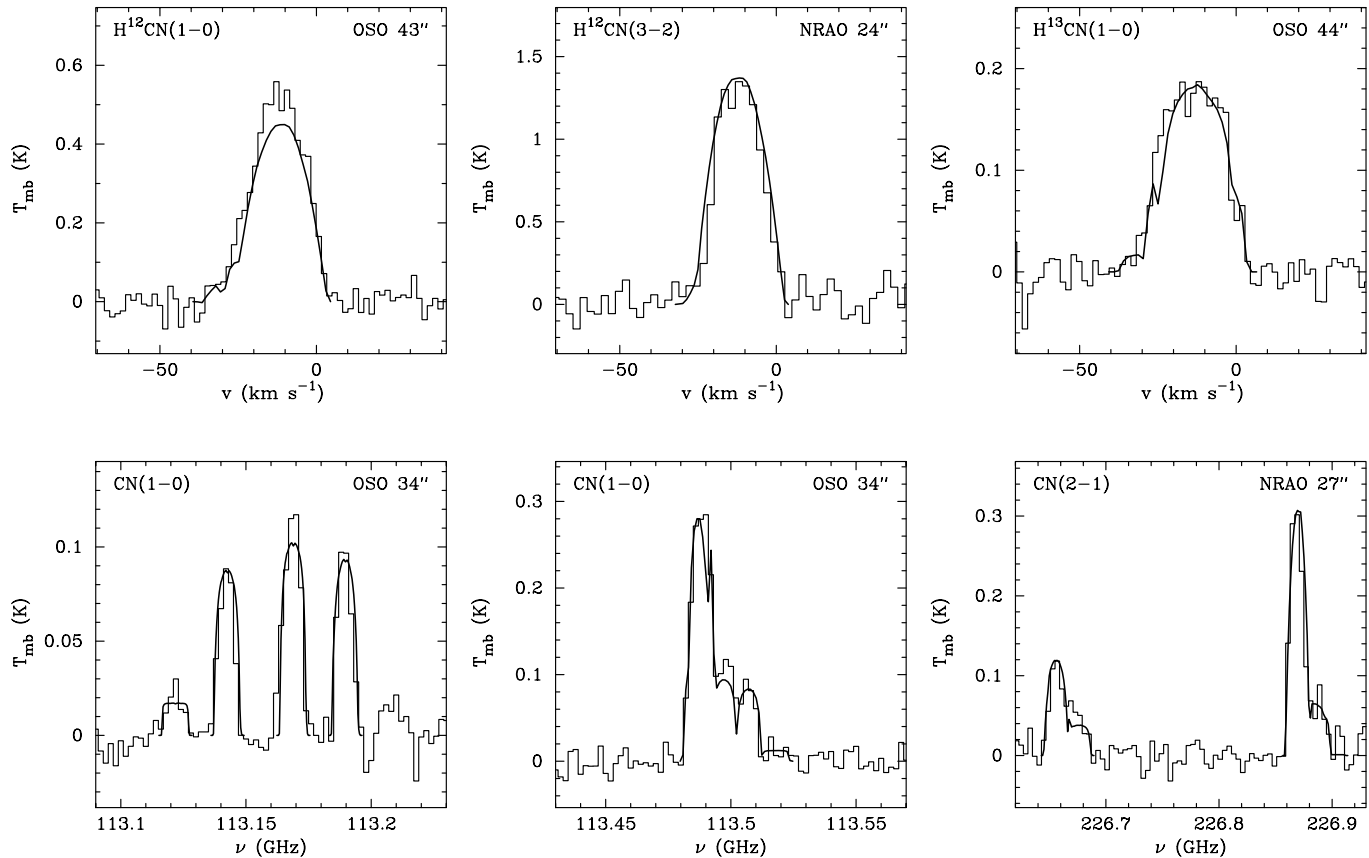 H¹²CN(1−0) OSO 43″
0.6
0.4
0.2
0
T_mb (K)
−50 0
v (km s⁻¹)
H¹²CN(3−2) NRAO 24″
1.5
1
0.5
0
T_mb (K)
−50 0
v (km s⁻¹)
H¹³CN(1−0) OSO 44″
0.2
0.1
0
T_mb (K)
−50 0
v (km s⁻¹)
CN(1−0) OSO 34″
0.1
0.05
0
T_mb (K)
113.1 113.15 113.2
ν (GHz)
CN(1−0) OSO 34″
0.3
0.2
0.1
0
T_mb (K)
113.45 113.5 113.55
ν (GHz)
CN(2−1) NRAO 27″
0.3
0.2
0.1
0
T_mb (K)
226.7 226.8 226.9
ν (GHz)